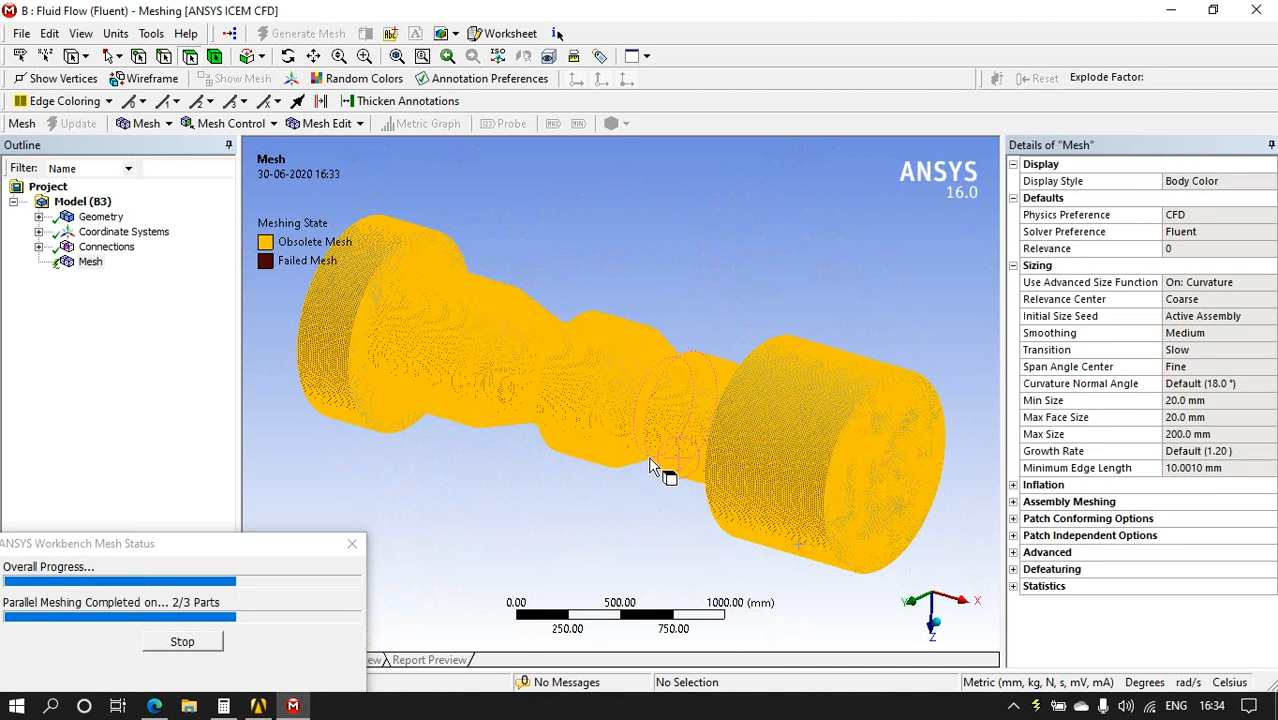 B : Fluid Flow (Fluent) - Meshing [ANSYS ICEM CFD]
File Edit View Units Tools Help Generate Mesh Worksheet
Show Vertices Wireframe Show Mesh Random Colors Annotation Preferences Reset Explode Factor:
Edge Coloring Thicken Annotations
Mesh Update Mesh Mesh Control Mesh Edit Metric Graph Probe MAX MIN
Outline
Filter: Name
Project
Model (B3)
Geometry
Coordinate Systems
Connections
Mesh
Mesh
30-06-2020 16:33
Meshing State
Obsolete Mesh
Failed Mesh
ANSYS
16.0
0.00 500.00 1000.00 (mm)
250.00 750.00
X
Y
Z
Details of "Mesh"
Display
Display Style Body Color
Defaults
Physics Preference CFD
Solver Preference Fluent
Relevance 0
Sizing
Use Advanced Size Function On: Curvature
Relevance Center Coarse
Initial Size Seed Active Assembly
Smoothing Medium
Transition Slow
Span Angle Center Fine
Curvature Normal Angle Default (18.0 °)
Min Size 20.0 mm
Max Face Size 20.0 mm
Max Size 200.0 mm
Growth Rate Default (1.20 )
Minimum Edge Length 10.0010 mm
Inflation
Assembly Meshing
Patch Conforming Options
Patch Independent Options
Advanced
Defeaturing
Statistics
ANSYS Workbench Mesh Status
Overall Progress...
Parallel Meshing Completed on... 2/3 Parts
Stop
Report Preview
0 No Messages No Selection Metric (mm, kg, N, s, mV, mA) Degrees rad/s Celsius
ENG 16:34